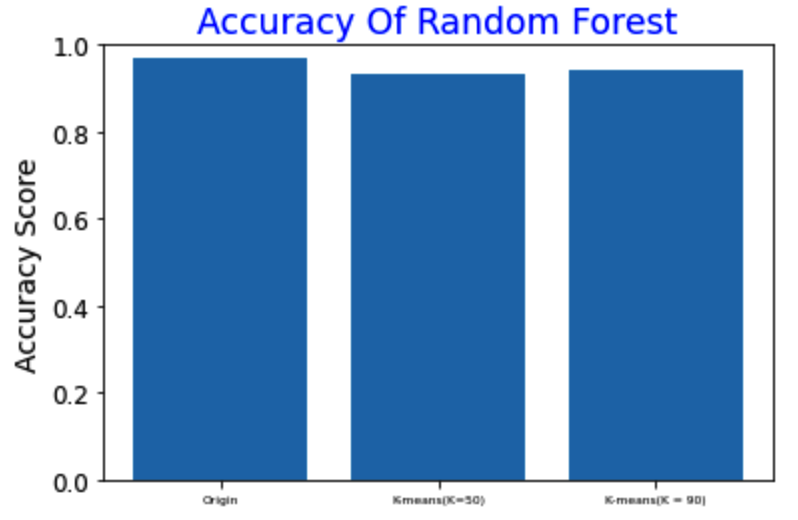 Accuracy Of Random Forest
Accuracy Score
1.0
0.8
0.6
0.4
0.2
0.0
Origin
K-means(K=50)
K-means(K = 90)